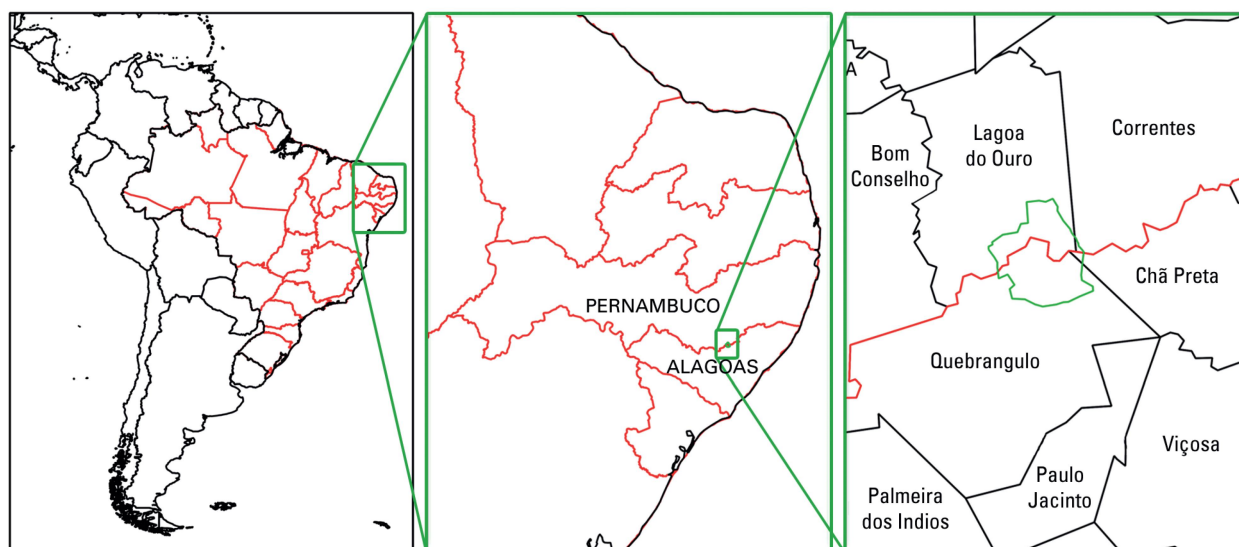 PERNAMBUCO
ALAGOAS
A
Bom
Conselho
Lagoa
do Ouro
Correntes
Chã Preta
Quebrangulo
Viçosa
Paulo
Jacinto
Palmeira
dos Indios